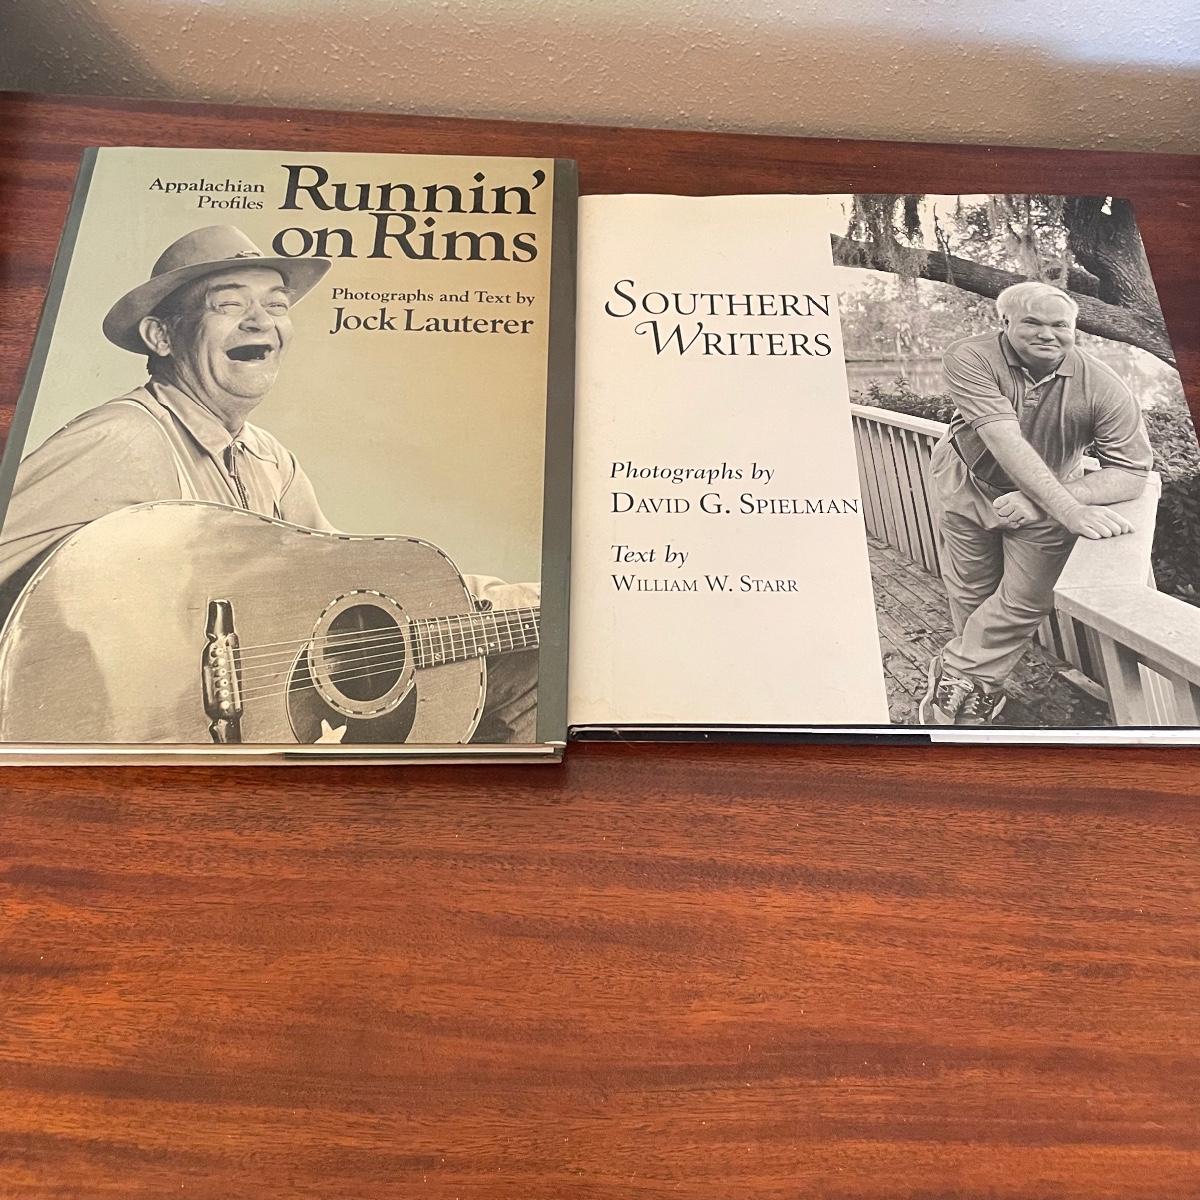 Appalachian
Profiles
Runnin'
on Rims
Photographs and Text by
Jock Lauterer
SOUTHERN
WRITERS
Photographs by
DAVID G. SPIELMAN
Text by
WILLIAM W. STARR